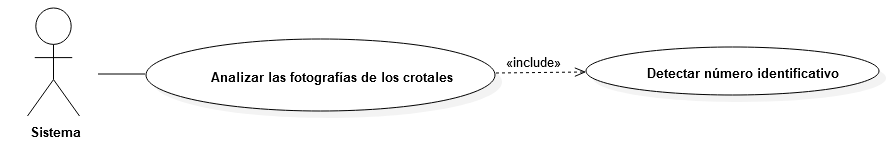 «include»
Analizar las fotografías de los crotales
Detectar número identificativo
Sistema